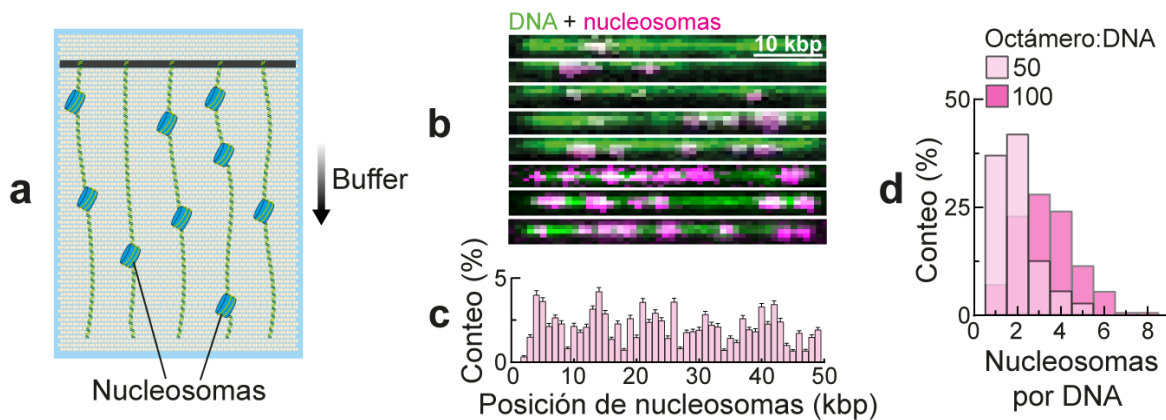 a
Buffer
Nucleosomas
DNA + nucleosomas
10 kbp
b
c
Conteo (%)
5
0
0
10
20
30
40
50
Posición de nucleosomas (kbp)
d
Octámero:DNA
50
100
Conteo (%)
50
25
0
2
4
6
8
Nucleosomas
por DNA